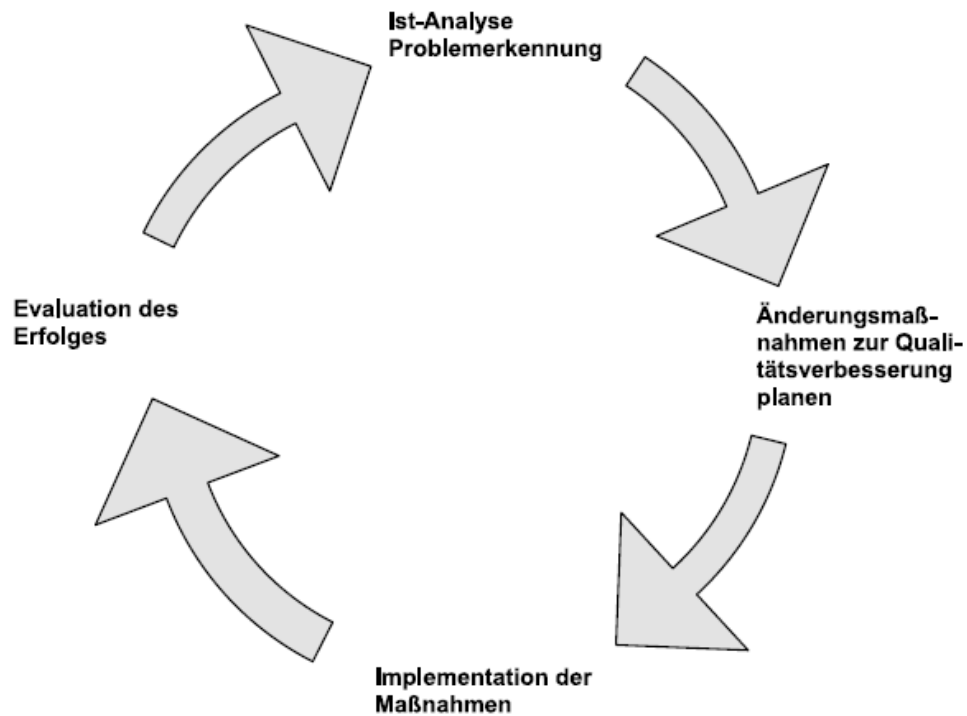 Ist-Analyse
Problemerkennung
Änderungsmaß-
nahmen zur Quali-
tätsverbesserung
planen
Implementation der
Maßnahmen
Evaluation des
Erfolges